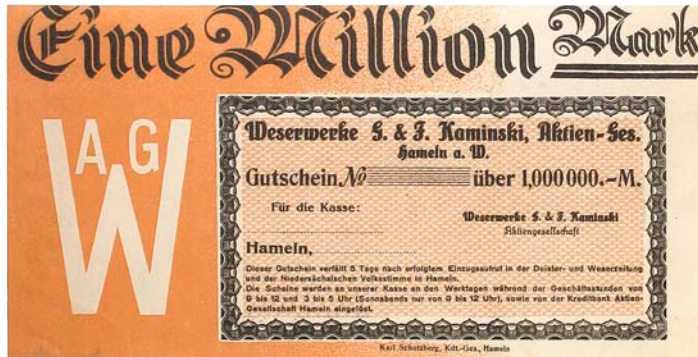 Eine Million Mark
A G
W
Weserwerke S. & F. Kaminski, Aktien-Ges.
Hameln a. W.
Gutschein № über 1,000000.-M.
Für die Kasse:
Weserwerke S. & F. Kaminski
Aktiengesellschaft
Hameln,
Dieser Gutschein verfällt 5 Tage nach erfolgtem Einzugsaufruf in der Deister- und Weserzeitung
und der Niedersächsischen Volksstimme in Hameln.
Die Scheine werden an unserer Kasse an den Werktagen während der Geschäftsstunden von
9 bis 12 und 3 bis 5 Uhr (Sonnabends nur von 9 bis 12 Uhr), sowie von der Kreditbank Aktien-
Gesellschaft Hameln eingelöst.
Karl Schutzberg, Kdt.-Ges., Hameln